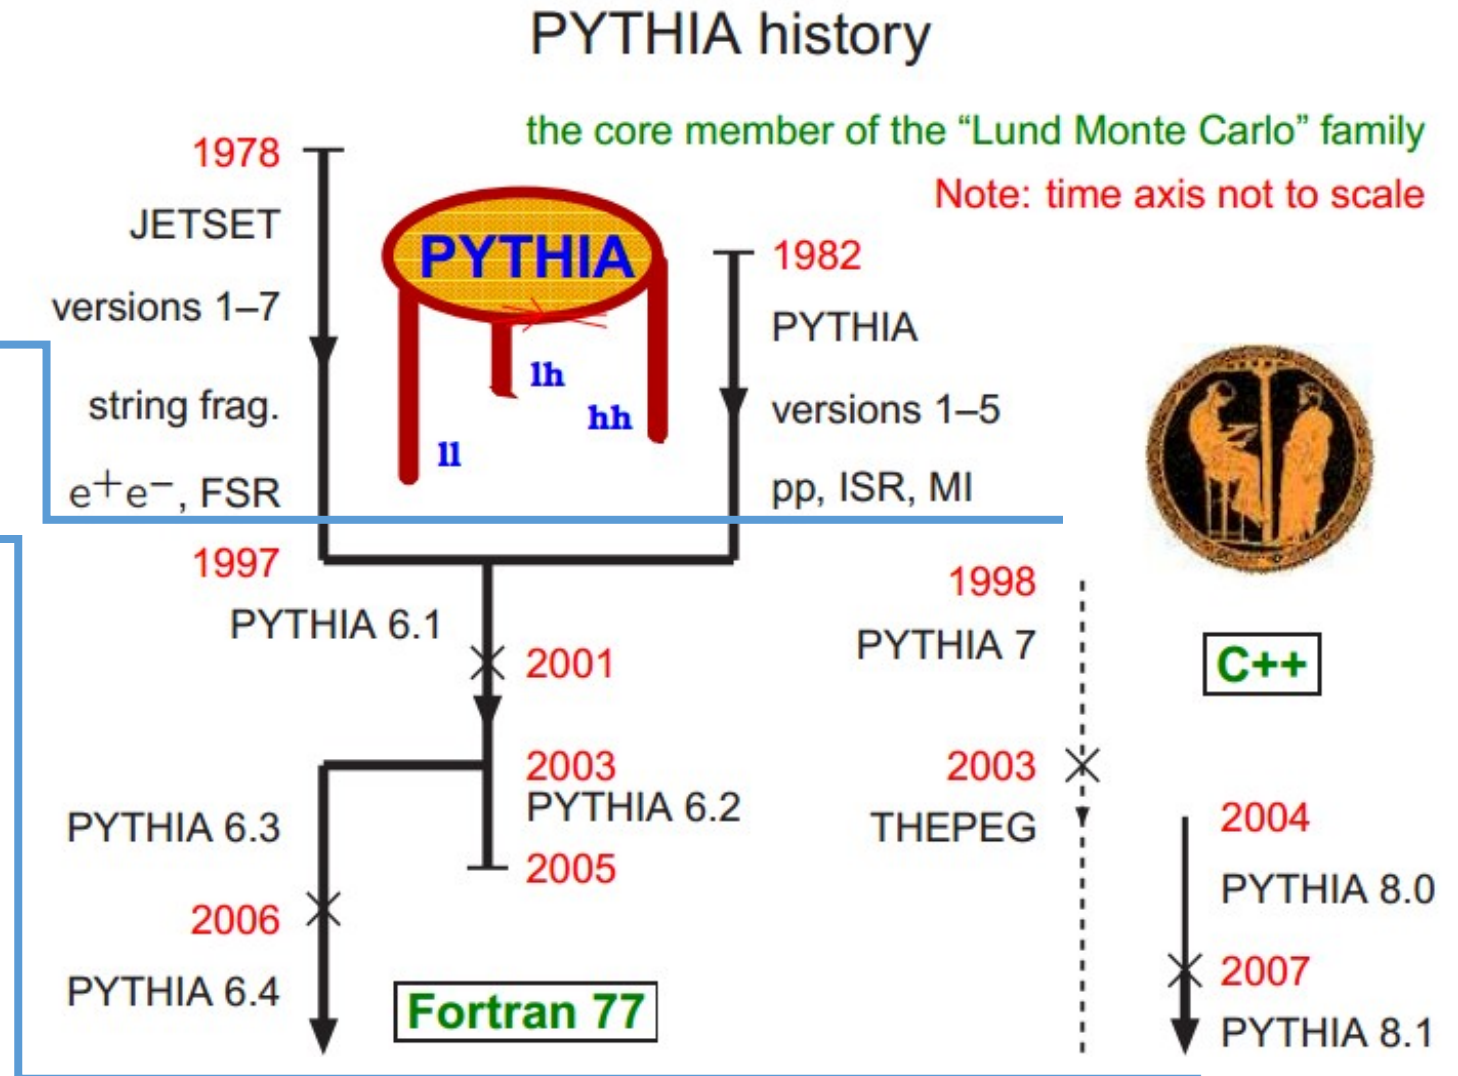 PYTHIA history
the core member of the “Lund Monte Carlo” family
Note: time axis not to scale
1978
JETSET
versions 1–7
string frag.
e⁺e⁻, FSR
PYTHIA
lh
hh
ll
1982
PYTHIA
versions 1–5
pp, ISR, MI
1997
PYTHIA 6.1
2001
2003
PYTHIA 6.2
2005
PYTHIA 6.3
2006
PYTHIA 6.4
Fortran 77
1998
PYTHIA 7
2003
THEPEG
C++
2004
PYTHIA 8.0
2007
PYTHIA 8.1